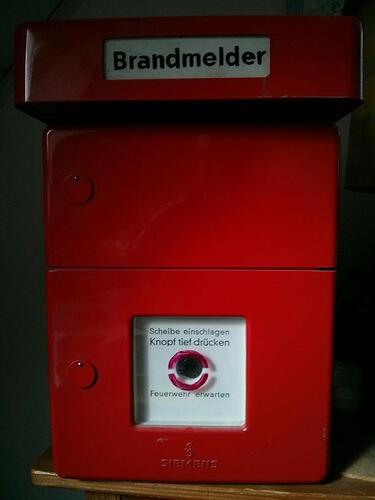 Brandmelder
Scheibe einschlagen
Knopf tief drücken
Feuerwehr erwarten
SIEMENS